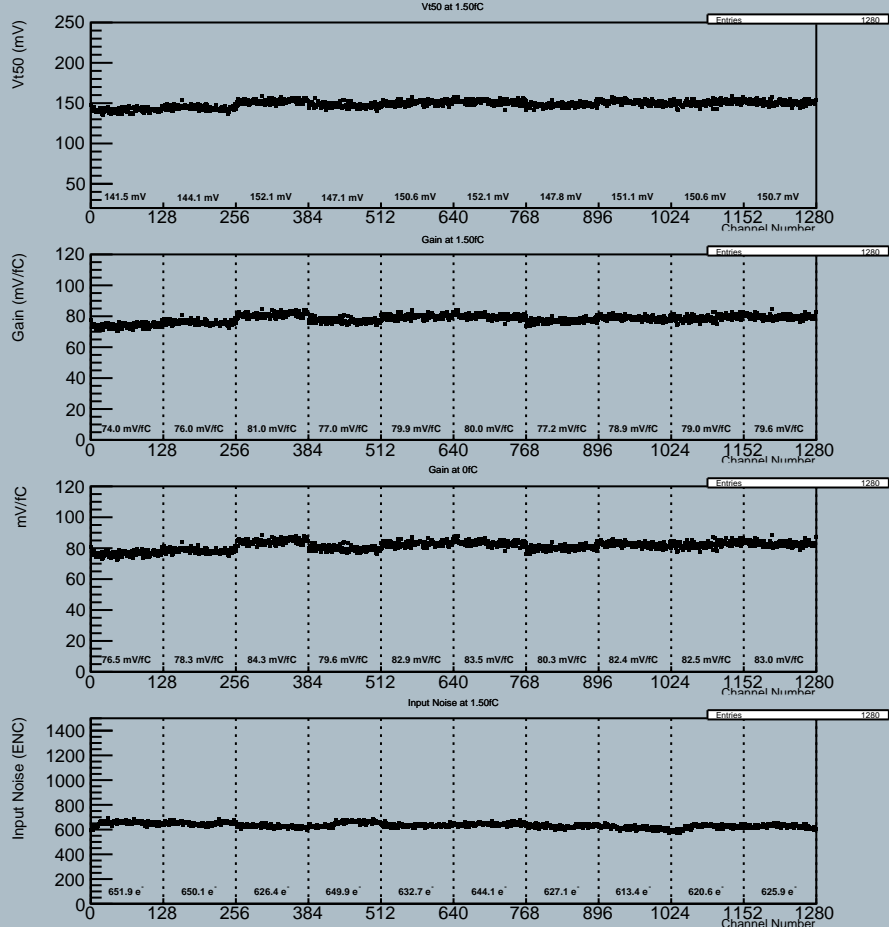 Vt50 at 1.50fC
Entries 1280
Vt50 (mV)
250
200
150
100
50
141.5 mV 144.1 mV 152.1 mV 147.1 mV 150.6 mV 152.1 mV 147.8 mV 151.1 mV 150.6 mV 150.7 mV
0 128 256 384 512 640 768 896 1024 1152 1280
Channel Number
Gain at 1.50fC
Entries 1280
Gain (mV/fC)
120
100
80
60
40
20
0
74.0 mV/fC 76.0 mV/fC 81.0 mV/fC 77.0 mV/fC 79.9 mV/fC 80.0 mV/fC 77.2 mV/fC 78.9 mV/fC 79.0 mV/fC 79.6 mV/fC
0 128 256 384 512 640 768 896 1024 1152 1280
Channel Number
Gain at 0fC
Entries 1280
mV/fC
120
100
80
60
40
20
0
76.5 mV/fC 78.3 mV/fC 84.3 mV/fC 79.6 mV/fC 82.9 mV/fC 83.5 mV/fC 80.3 mV/fC 82.4 mV/fC 82.5 mV/fC 83.0 mV/fC
0 128 256 384 512 640 768 896 1024 1152 1280
Channel Number
Input Noise at 1.50fC
Entries 1280
Input Noise (ENC)
1400
1200
1000
800
600
400
200
0
651.9 e⁻ 650.1 e⁻ 626.4 e⁻ 649.9 e⁻ 632.7 e⁻ 644.1 e⁻ 627.1 e⁻ 613.4 e⁻ 620.6 e⁻ 625.9 e⁻
0 128 256 384 512 640 768 896 1024 1152 1280
Channel Number